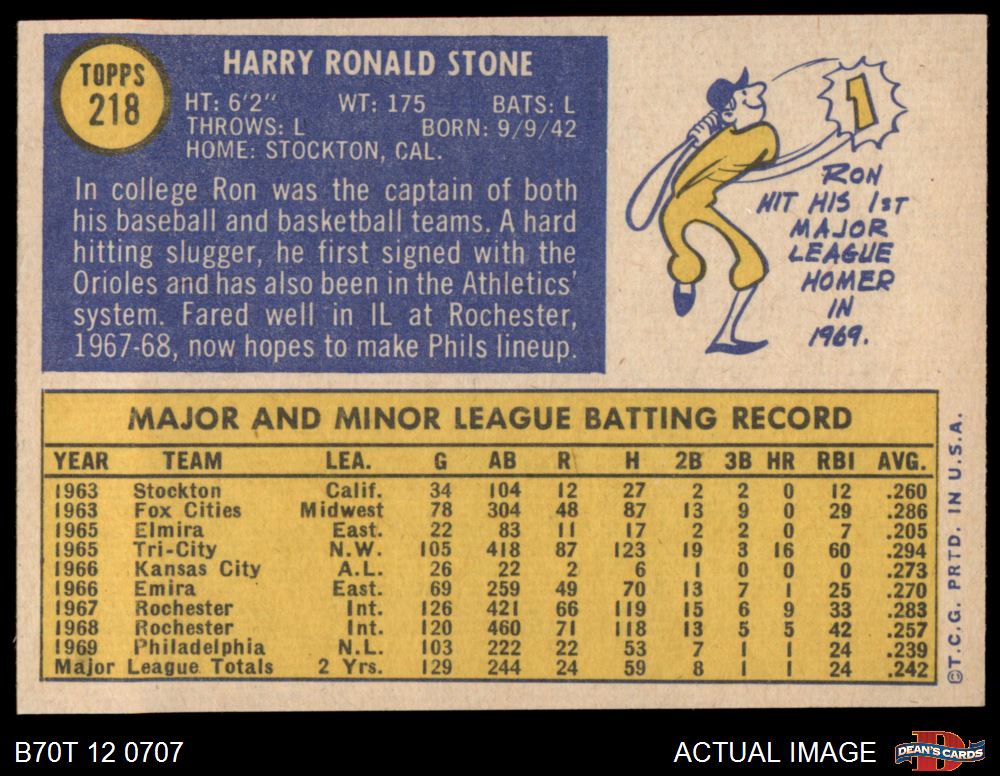 TOPPS
218
HARRY RONALD STONE
HT: 6'2" WT: 175 BATS: L
THROWS: L BORN: 9/9/42
HOME: STOCKTON, CAL.
In college Ron was the captain of both
his baseball and basketball teams. A hard
hitting slugger, he first signed with the
Orioles and has also been in the Athletics'
system. Fared well in IL at Rochester,
1967-68, now hopes to make Phils lineup.
1
RON
HIT HIS 1ST
MAJOR
LEAGUE
HOMER
IN
1969.
MAJOR AND MINOR LEAGUE BATTING RECORD
YEAR TEAM LEA. G AB R H 2B 3B HR RBI AVG.
1963 Stockton Calif. 34 104 12 27 2 2 0 12 .260
1963 Fox Cities Midwest 78 304 48 87 13 9 0 29 .286
1965 Elmira East. 22 83 11 17 2 2 0 7 .205
1965 Tri-City N.W. 105 418 87 123 19 3 16 60 .294
1966 Kansas City A.L. 26 22 2 6 1 0 0 0 .273
1966 Emira East. 69 259 49 70 13 7 1 25 .270
1967 Rochester Int. 126 421 66 119 15 6 9 33 .283
1968 Rochester Int. 120 460 71 118 13 5 5 42 .257
1969 Philadelphia N.L. 103 222 22 53 7 1 1 24 .239
Major League Totals 2 Yrs. 129 244 24 59 8 1 1 24 .242
©T.C.G. PRTD. IN U.S.A.
B70T 12 0707
ACTUAL IMAGE
D
DEAN'S CARDS